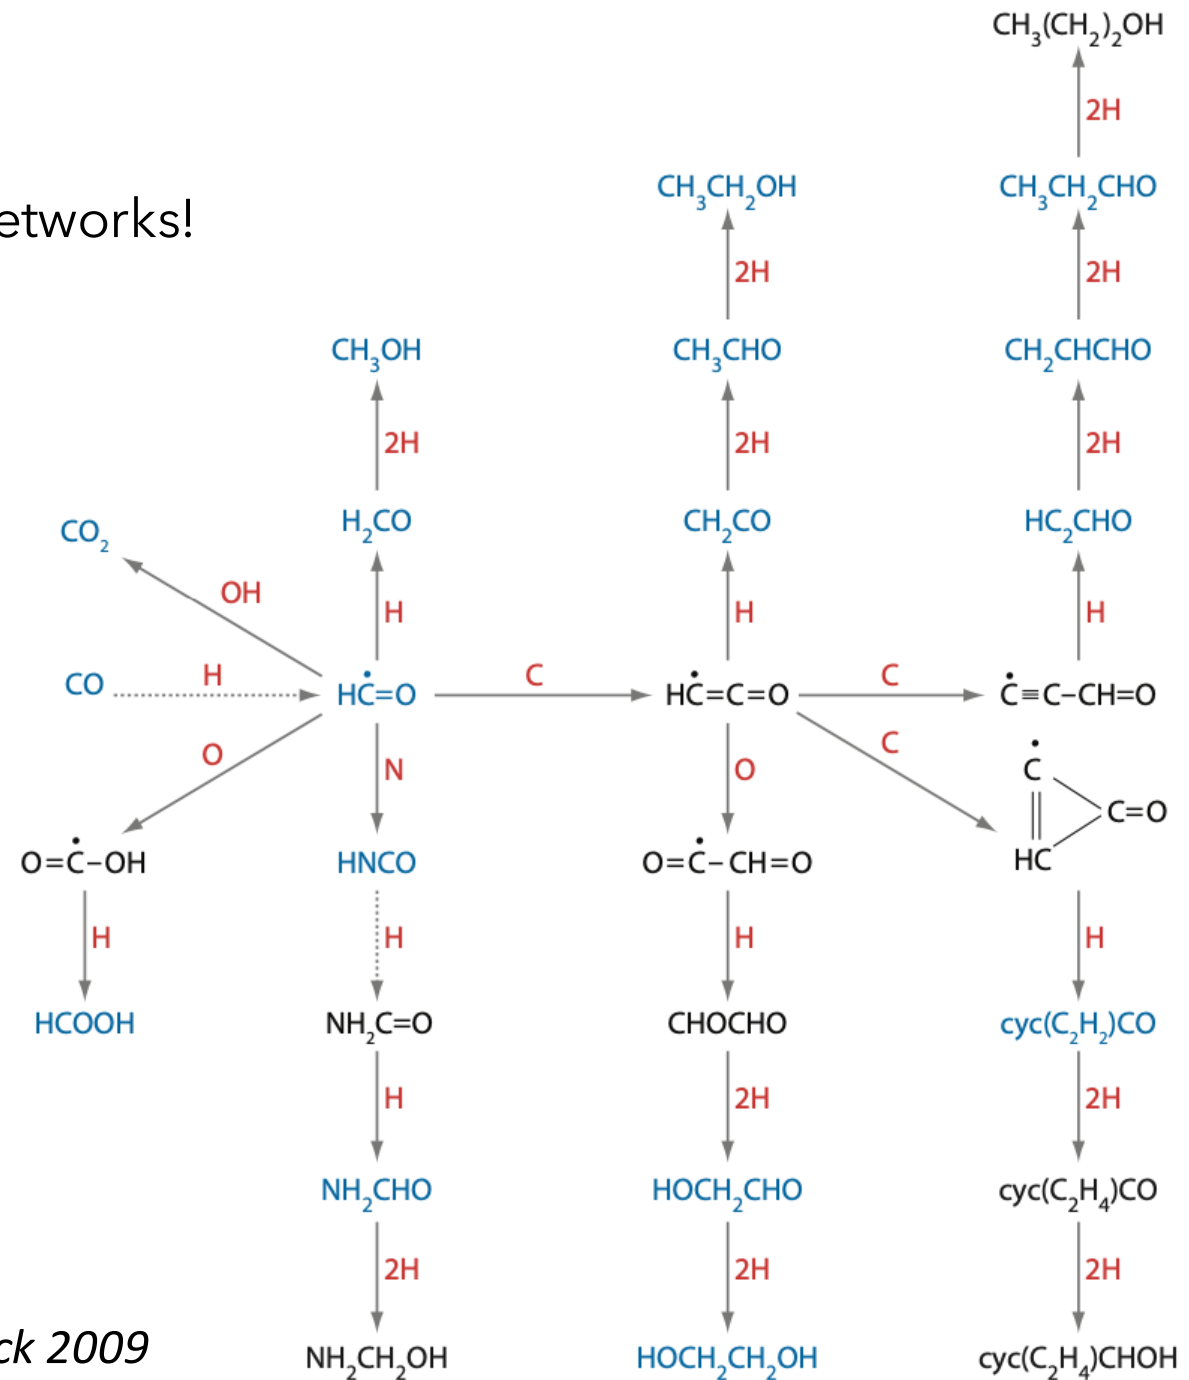 CH₃(CH₂)₂OH
2H
CH₃CH₂OH CH₃CH₂CHO
etworks!
2H 2H
CH₃OH CH₃CHO CH₂CHCHO
2H 2H 2H
CO₂ H₂CO CH₂CO HC₂CHO
OH H H H
CO H HĊ=O C HĊ=C=O C Ċ≡C–CH=O
O N O C Ċ
C=O
HC
O=Ċ–OH HNCO O=Ċ–CH=O
H H H H
HCOOH NH₂C=O CHOCHO cyc(C₂H₂)CO
H 2H 2H
NH₂CHO HOCH₂CHO cyc(C₂H₄)CO
2H 2H 2H
ck 2009
NH₂CH₂OH HOCH₂CH₂OH cyc(C₂H₄)CHOH